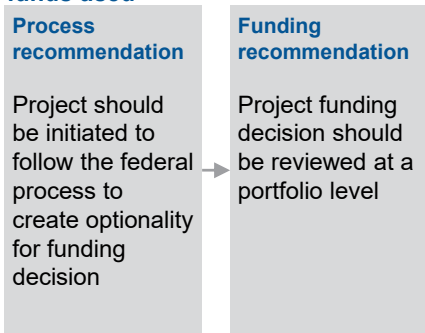 Process
recommendation
Project should
be initiated to
follow the federal
process to
create optionality
for funding
decision
Funding
recommendation
Project funding
decision should
be reviewed at a
portfolio level